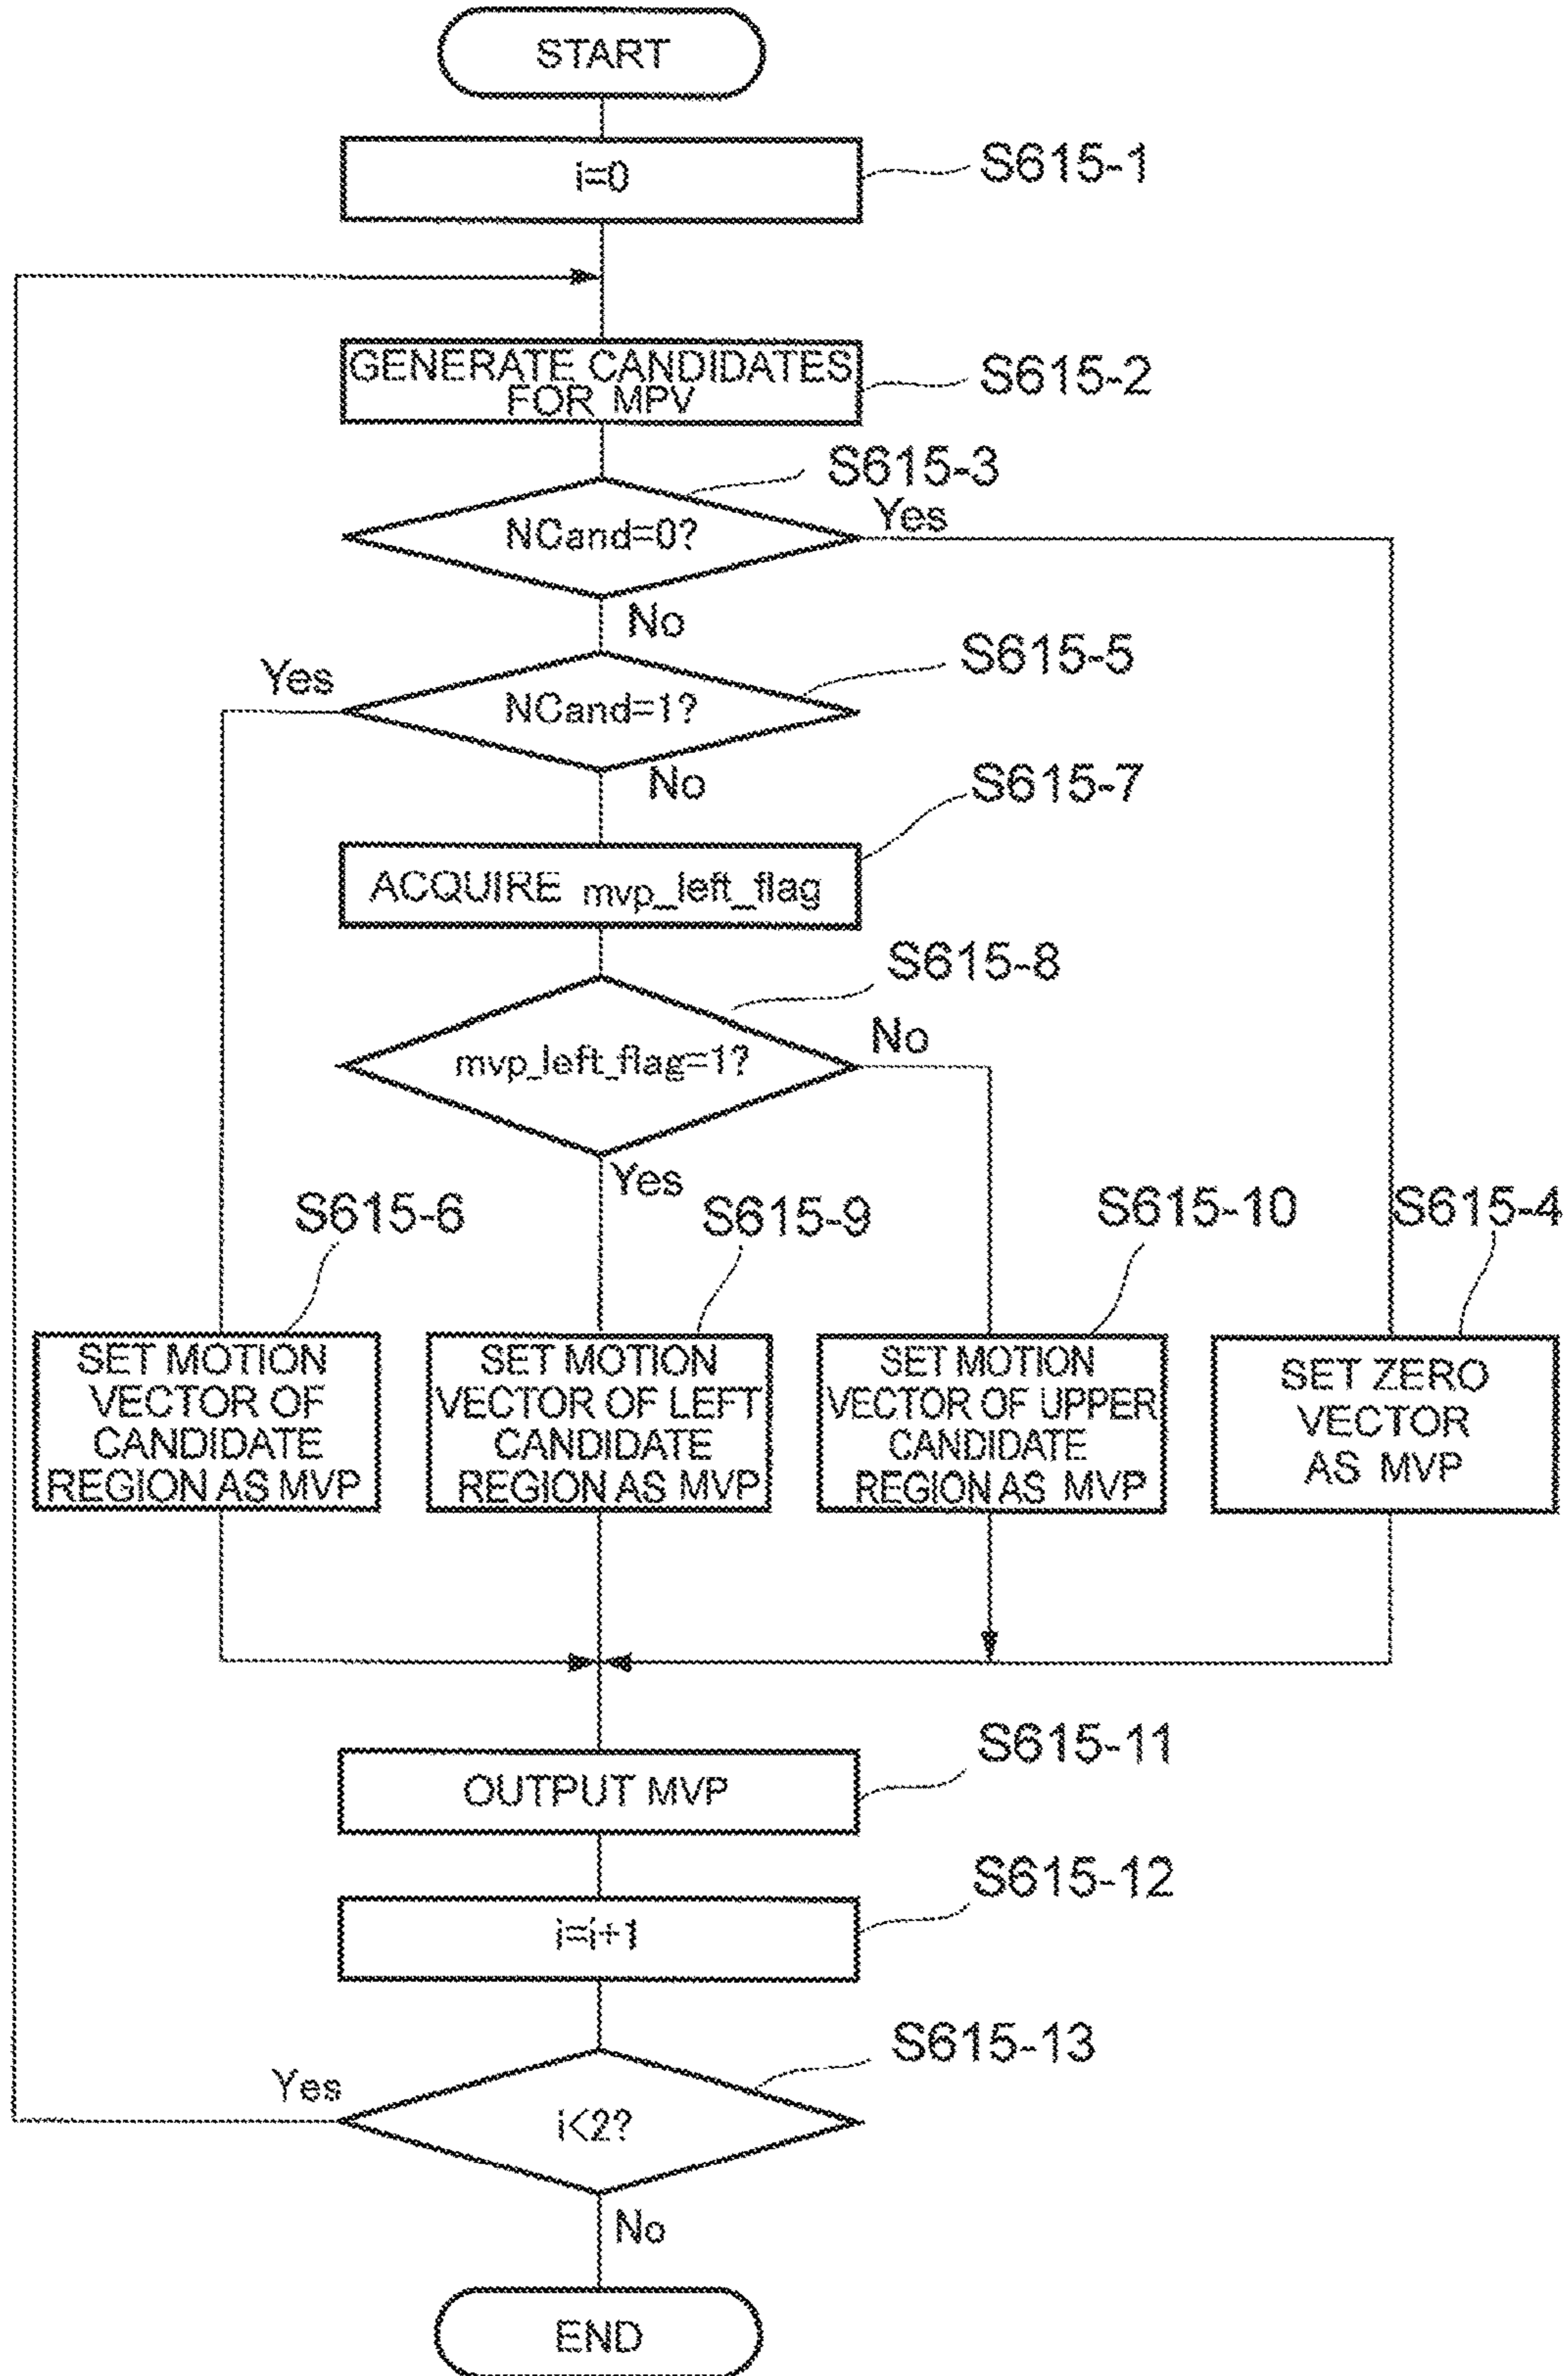 START
i=0
S615-1
GENERATE CANDIDATES
FOR MPV
S615-2
S615-3
NCand=0?
Yes
No
S615-5
Yes
NCand=1?
No
S615-7
ACQUIRE mvp_left_flag
S615-8
mvp_left_flag=1?
No
Yes
S615-6
S615-9
S615-10
S615-4
SET MOTION
VECTOR OF
CANDIDATE
REGION AS MVP
SET MOTION
VECTOR OF LEFT
CANDIDATE
REGION AS MVP
SET MOTION
VECTOR OF UPPER
CANDIDATE
REGION AS MVP
SET ZERO
VECTOR
AS MVP
S615-11
OUTPUT MVP
S615-12
i=i+1
S615-13
Yes
i<2?
No
END